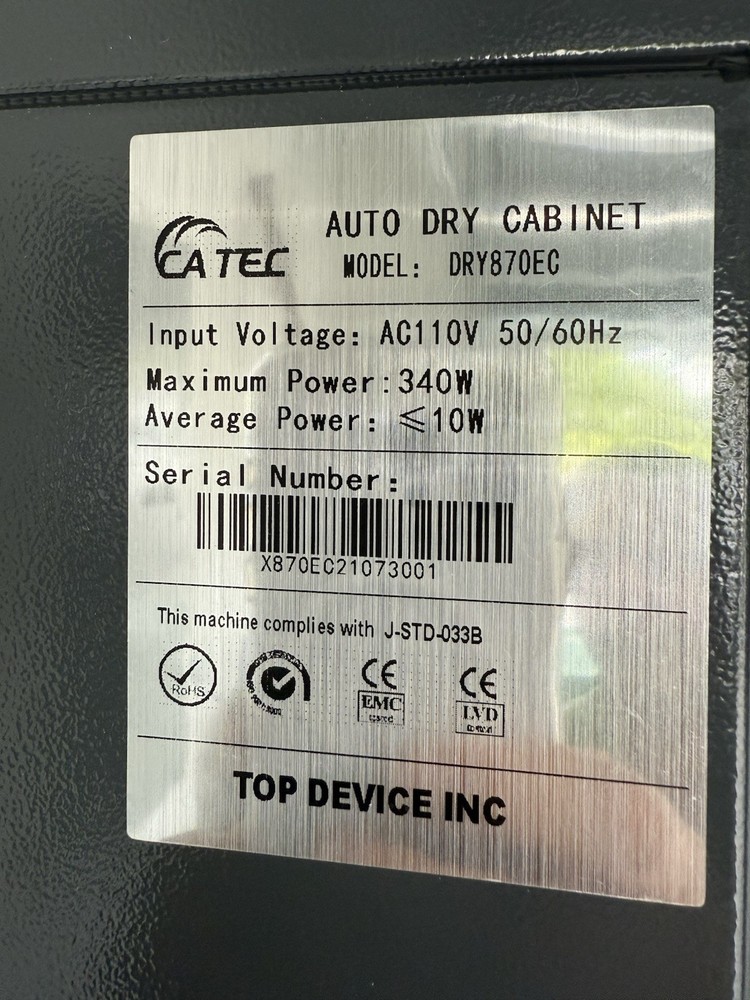 CATEC
AUTO DRY CABINET
MODEL: DRY870EC
Input Voltage: AC110V 50/60Hz
Maximum Power:340W
Average Power: ≤10W
Serial Number:
X870EC21073001
This machine complies with J-STD-033B
RoHS
CE
EMC
CE
LVD
TOP DEVICE INC